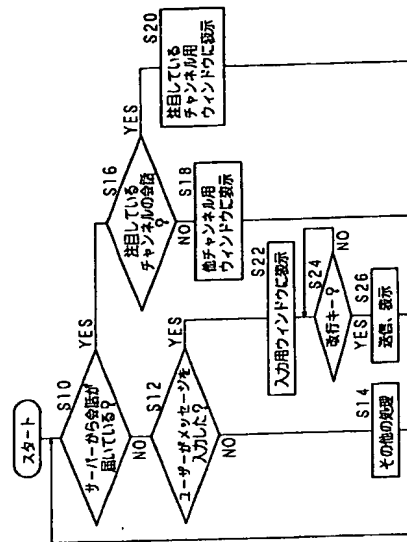 スタート
S10
サーバーから会話が
届いている?
YES
NO
S16
注目している
チャンネルの会話
?
YES
NO
S20
注目している
チャンネル用
ウィンドウに表示
S18
他チャンネル用
ウィンドウに表示
S12
ユーザーがメッセージを
入力した?
YES
NO
S22
入力用ウィンドウに表示
S24
改行キー?
NO
YES
S26
送信、表示
S14
その他の処理